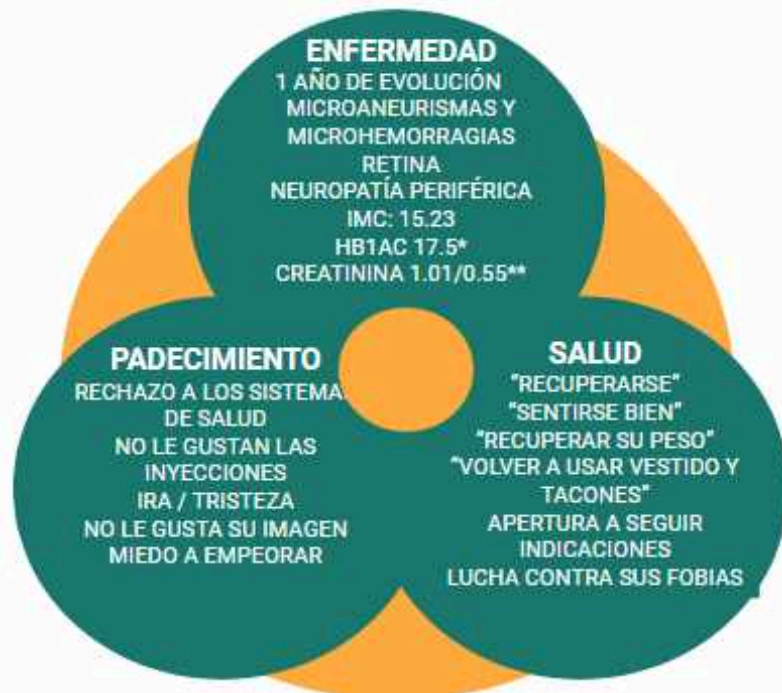 ENFERMEDAD
1 AÑO DE EVOLUCIÓN
MICROANEURISMAS Y
MICROHEMORRAGIAS
RETINA
NEUROPATÍA PERIFÉRICA
IMC: 15.23
HB1AC 17.5*
CREATININA 1.01/0.55**
PADECIMIENTO
RECHAZO A LOS SISTEMA
DE SALUD
NO LE GUSTAN LAS
INYECCIONES
IRA / TRISTEZA
NO LE GUSTA SU IMAGEN
MIEDO A EMPEORAR
SALUD
"RECUPERARSE"
"SENTIRSE BIEN"
"RECUPERAR SU PESO"
"VOLVER A USAR VESTIDO Y
TACONES"
APERTURA A SEGUIR
INDICACIONES
LUCHA CONTRA SUS FOBIAS